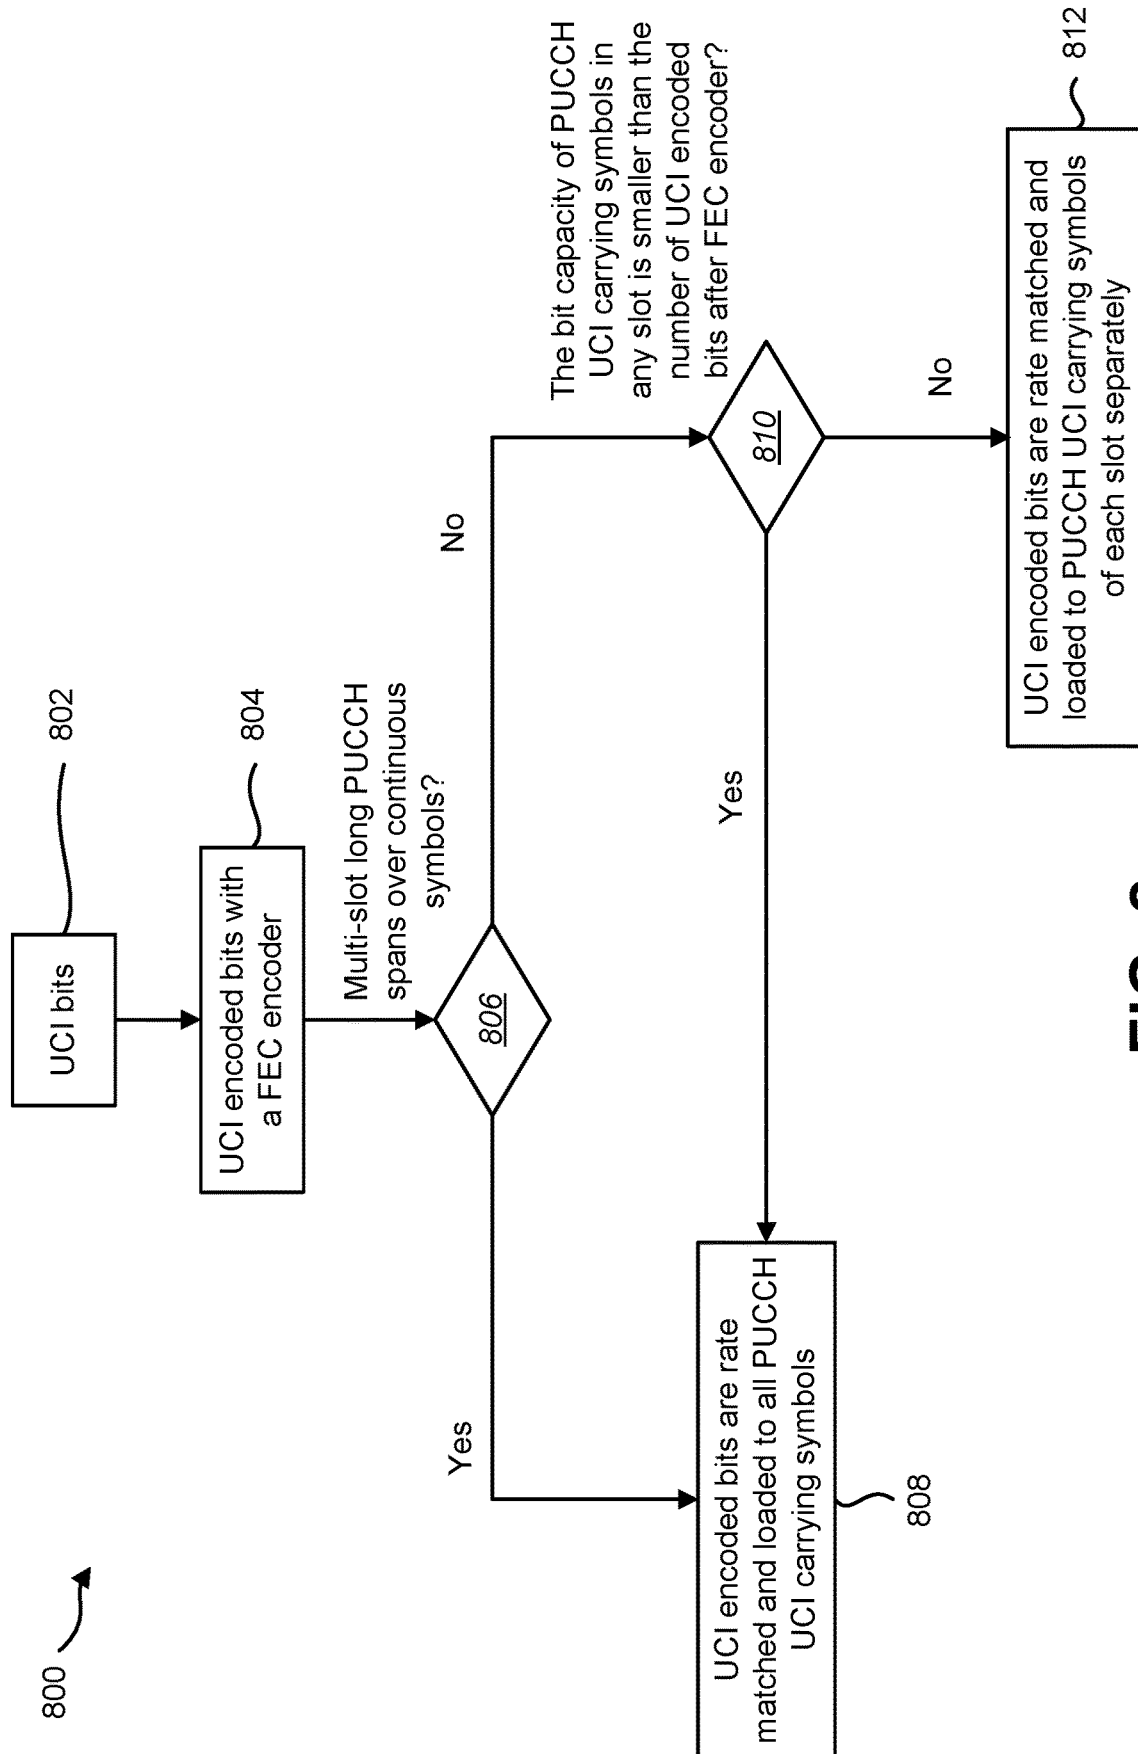 800
UCI bits
802
UCI encoded bits with
a FEC encoder
804
Multi-slot long PUCCH
spans over continuous
symbols?
806
Yes
No
UCI encoded bits are rate
matched and loaded to all PUCCH
UCI carrying symbols
808
The bit capacity of PUCCH
UCI carrying symbols in
any slot is smaller than the
number of UCI encoded
bits after FEC encoder?
810
Yes
No
UCI encoded bits are rate matched and
loaded to PUCCH UCI carrying symbols
of each slot separately
812